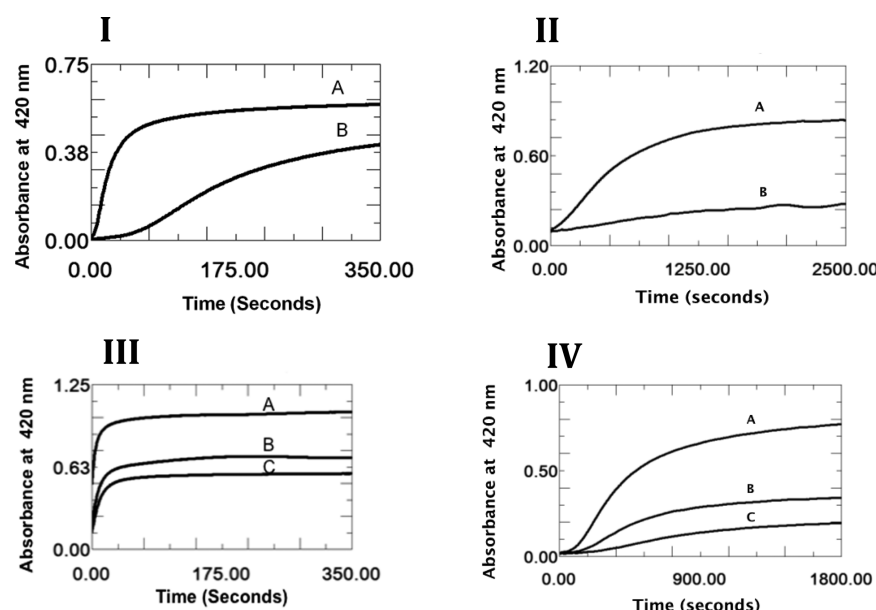 I
Absorbance at 420 nm
0.75
0.38
0.00
A
B
0.00 175.00 350.00
Time (Seconds)
II
Absorbance at 420 nm
1.20
0.60
0.00
A
B
0.00 1250.00 2500.00
Time (seconds)
III
Absorbance at 420 nm
1.25
0.63
0.00
A
B
C
0.00 175.00 350.00
Time (Seconds)
IV
Absorbance at 420 nm
1.00
0.50
0.00
A
B
C
0.00 900.00 1800.00
Time (seconds)